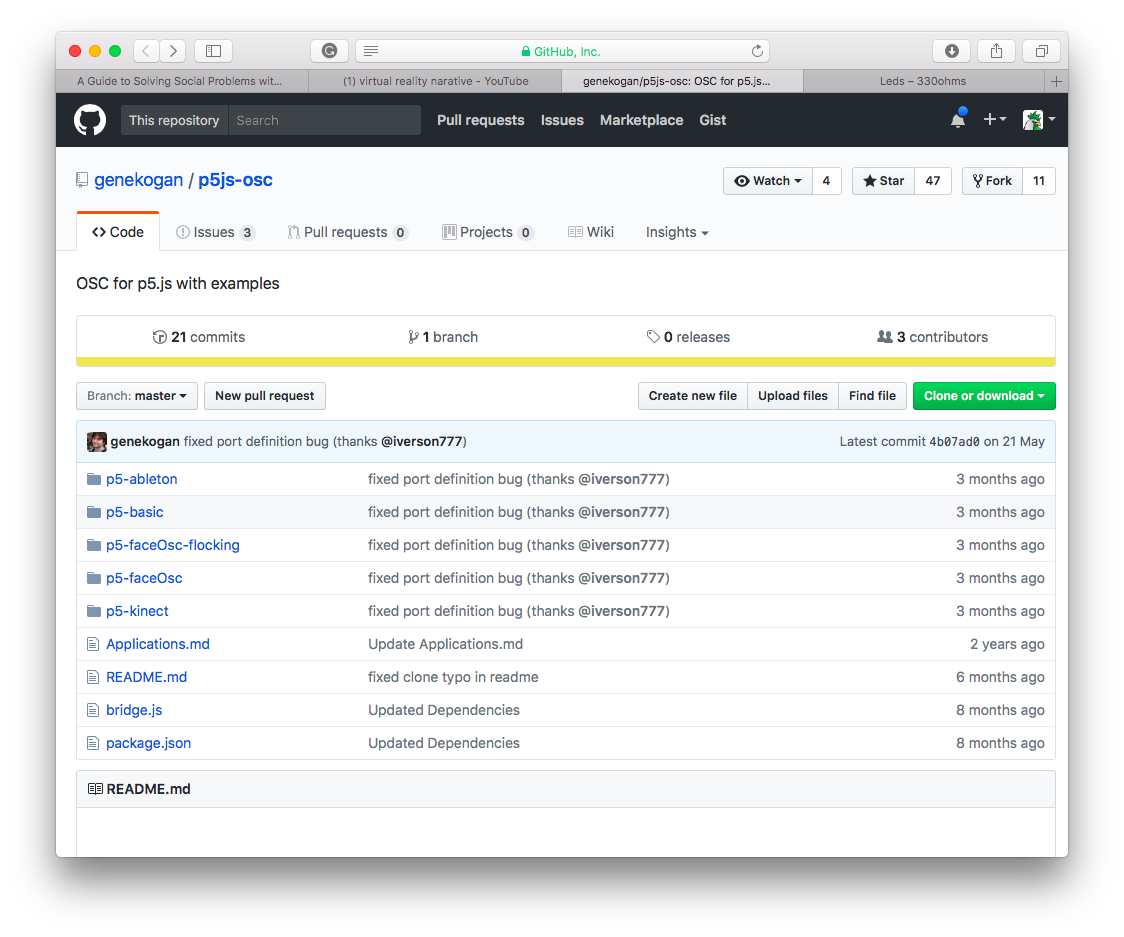 GitHub, Inc.
A Guide to Solving Social Problems wit... (1) virtual reality narative - YouTube genekogan/p5js-osc: OSC for p5.js... Leds – 330ohms
This repository Search Pull requests Issues Marketplace Gist
genekogan / p5js-osc Watch 4 Star 47 Fork 11
Code Issues 3 Pull requests 0 Projects 0 Wiki Insights
OSC for p5.js with examples
21 commits 1 branch 0 releases 3 contributors
Branch: master New pull request Create new file Upload files Find file Clone or download
genekogan fixed port definition bug (thanks @iverson777) Latest commit 4b07ad0 on 21 May
p5-ableton fixed port definition bug (thanks @iverson777) 3 months ago
p5-basic fixed port definition bug (thanks @iverson777) 3 months ago
p5-faceOsc-flocking fixed port definition bug (thanks @iverson777) 3 months ago
p5-faceOsc fixed port definition bug (thanks @iverson777) 3 months ago
p5-kinect fixed port definition bug (thanks @iverson777) 3 months ago
Applications.md Update Applications.md 2 years ago
README.md fixed clone typo in readme 6 months ago
bridge.js Updated Dependencies 8 months ago
package.json Updated Dependencies 8 months ago
README.md